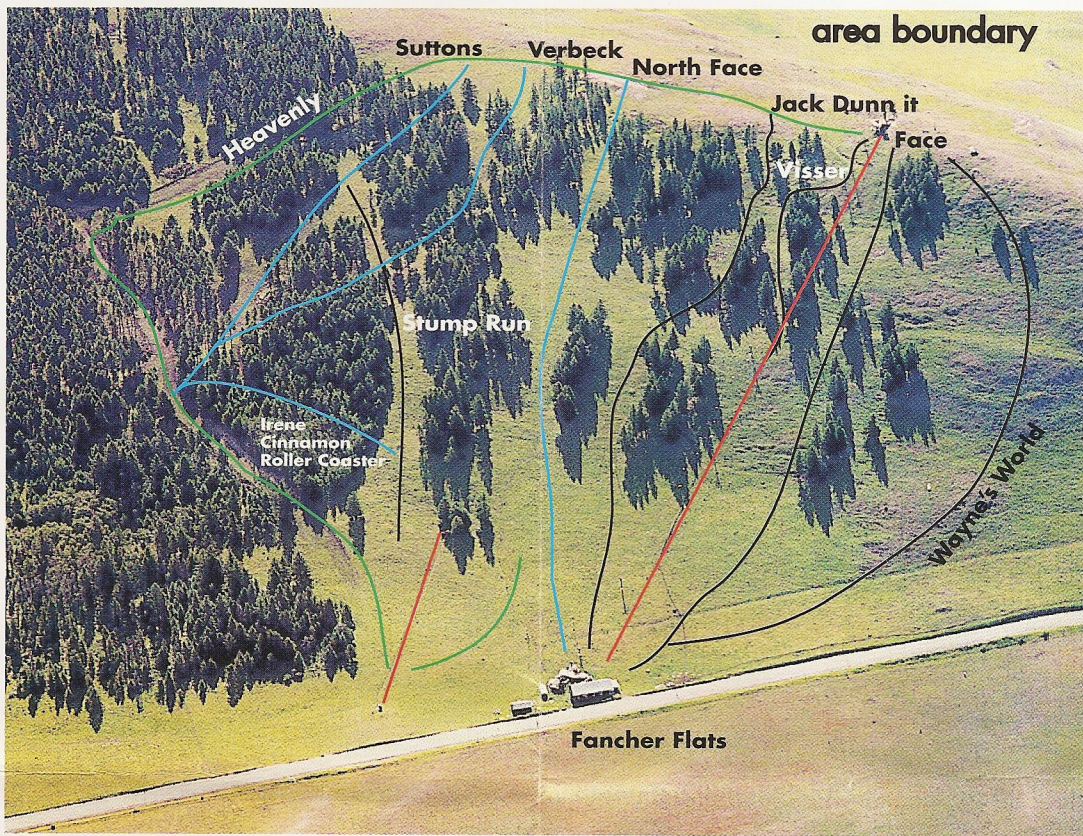 area boundary
Suttons
Verbeck
North Face
Heavenly
Jack Dunn it
Face
Visser
Stump Run
Irene
Cinnamon
Roller Coaster
Wayne's World
Fancher Flats